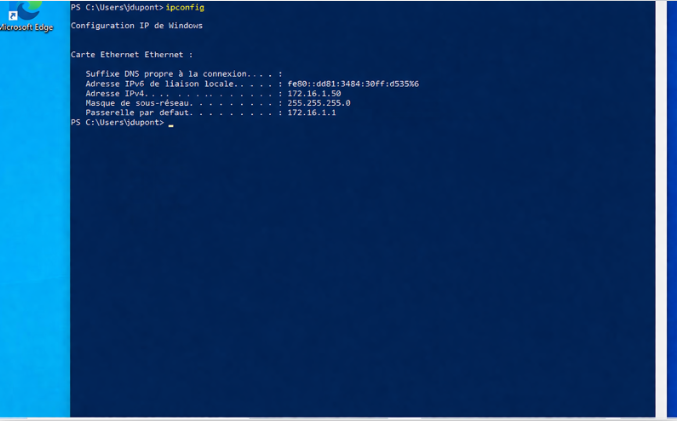 Microsoft Edge
PS C:\Users\jdupont> ipconfig
Configuration IP de Windows
Carte Ethernet Ethernet :
Suffixe DNS propre à la connexion. . . . :
Adresse IPv6 de liaison locale. . . . . : fe80::dd81:3484:30ff:d535%6
Adresse IPv4. . . . . . . . . . . . . . : 172.16.1.50
Masque de sous-réseau. . . . . . . . . : 255.255.255.0
Passerelle par defaut. . . . . . . . . : 172.16.1.1
PS C:\Users\jdupont>